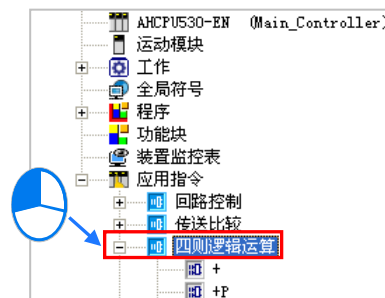 AHCPU530-EN (Main_Controller)
运动模块
工作
全局符号
程序
功能块
装置监控表
应用指令
回路控制
传送比较
四则逻辑运算
+
+P